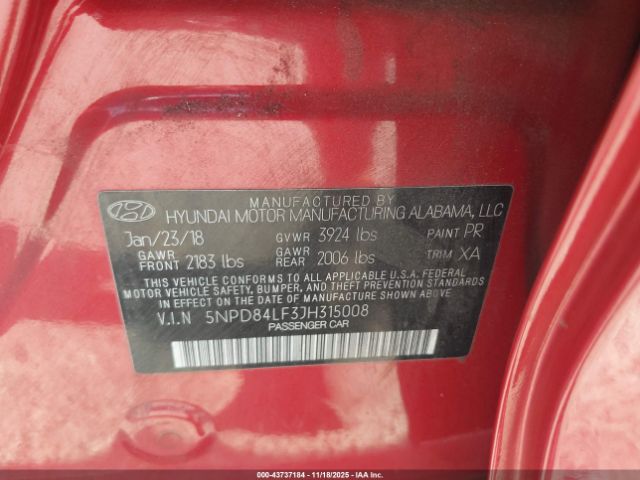 MANUFACTURED BY
HYUNDAI MOTOR MANUFACTURING ALABAMA, LLC
Jan/23/18 GVWR 3924 lbs PAINT PR
GAWR FRONT 2183 lbs GAWR REAR 2006 lbs TRIM XA
THIS VEHICLE CONFORMS TO ALL APPLICABLE U.S.A. FEDERAL
MOTOR VEHICLE SAFETY, BUMPER, AND THEFT PREVENTION
STANDARDS IN EFFECT ON THE DATE OF MANUFACTURE SHOWN ABOVE.
V.I.N 5NPD84LF3JH315008
PASSENGER CAR
000-43737184 - 11/18/2025 - IAAI.COM